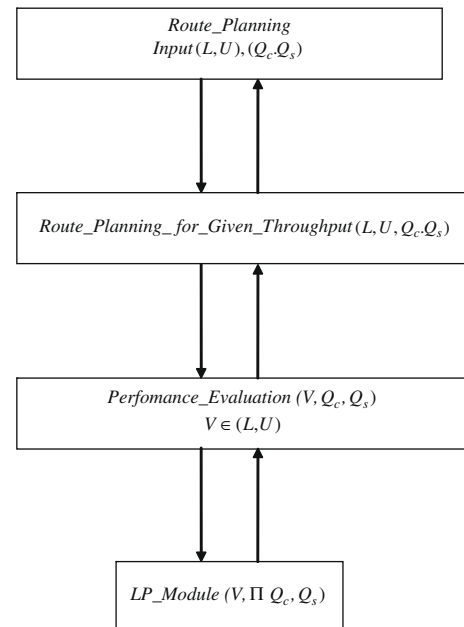 Route_Planning
Input (L,U),(Q_c.Q_s)
Route_Planning_for_Given_Throughput (L,U,Q_c.Q_s)
Perfomance_Evaluation (V,Q_c,Q_s)
V ∈ (L,U)
LP_Module (V,Π Q_c,Q_s)